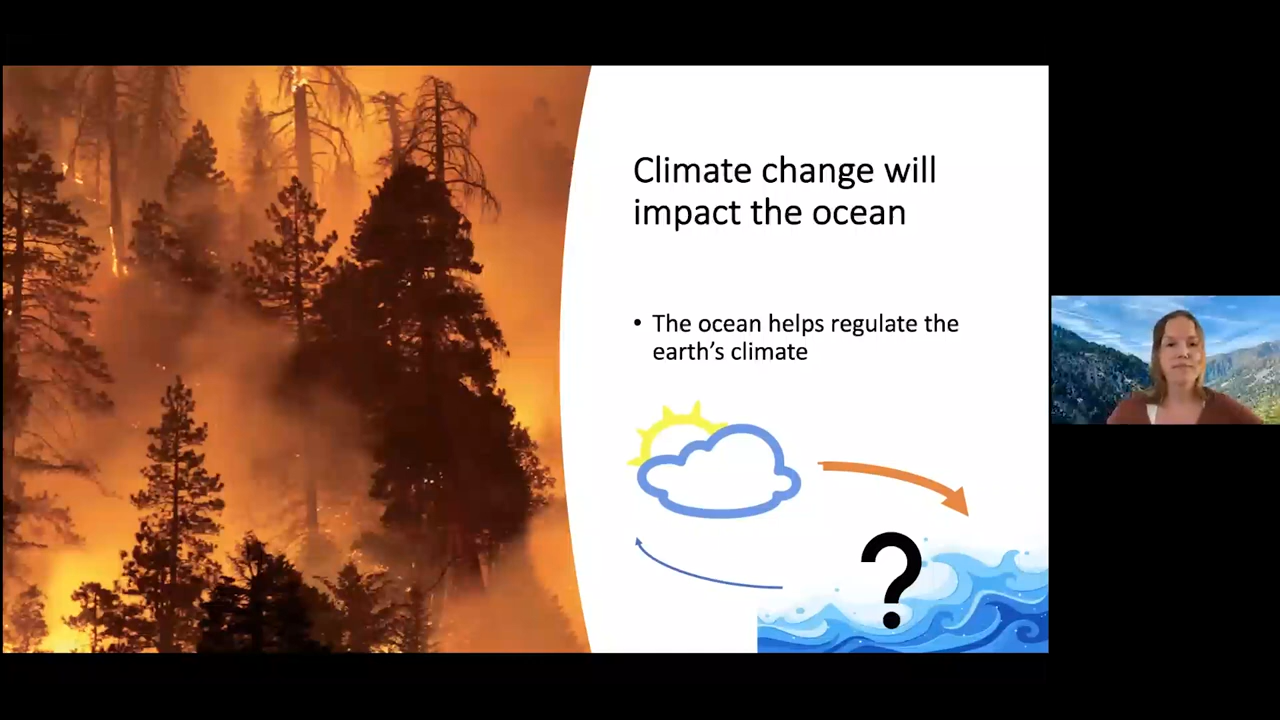 Climate change will
impact the ocean
• The ocean helps regulate the
earth’s climate
?